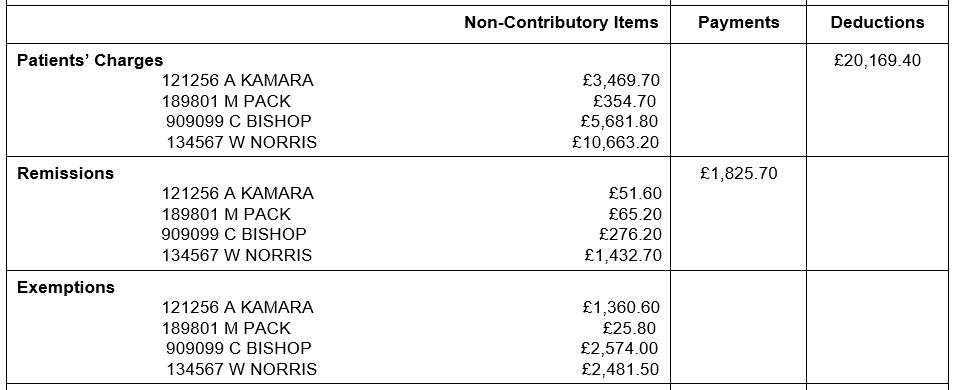 Non-Contributory Items Payments Deductions
Patients’ Charges £20,169.40
121256 A KAMARA £3,469.70
189801 M PACK £354.70
909099 C BISHOP £5,681.80
134567 W NORRIS £10,663.20
Remissions £1,825.70
121256 A KAMARA £51.60
189801 M PACK £65.20
909099 C BISHOP £276.20
134567 W NORRIS £1,432.70
Exemptions
121256 A KAMARA £1,360.60
189801 M PACK £25.80
909099 C BISHOP £2,574.00
134567 W NORRIS £2,481.50